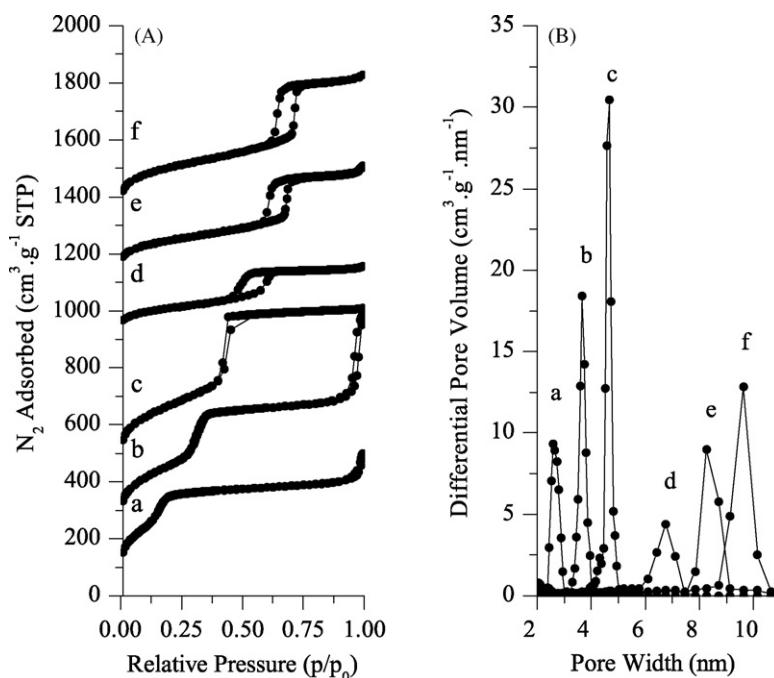 (A)
N₂ Adsorbed (cm³.g⁻¹ STP)
2000
1800
1600
1400
1200
1000
800
600
400
200
0
f
e
d
c
b
a
0.00 0.25 0.50 0.75 1.00
Relative Pressure (p/p₀)
(B)
Differential Pore Volume (cm³.g⁻¹.nm⁻¹)
35
30
25
20
15
10
5
0
c
b
a
d
e
f
2 4 6 8 10
Pore Width (nm)